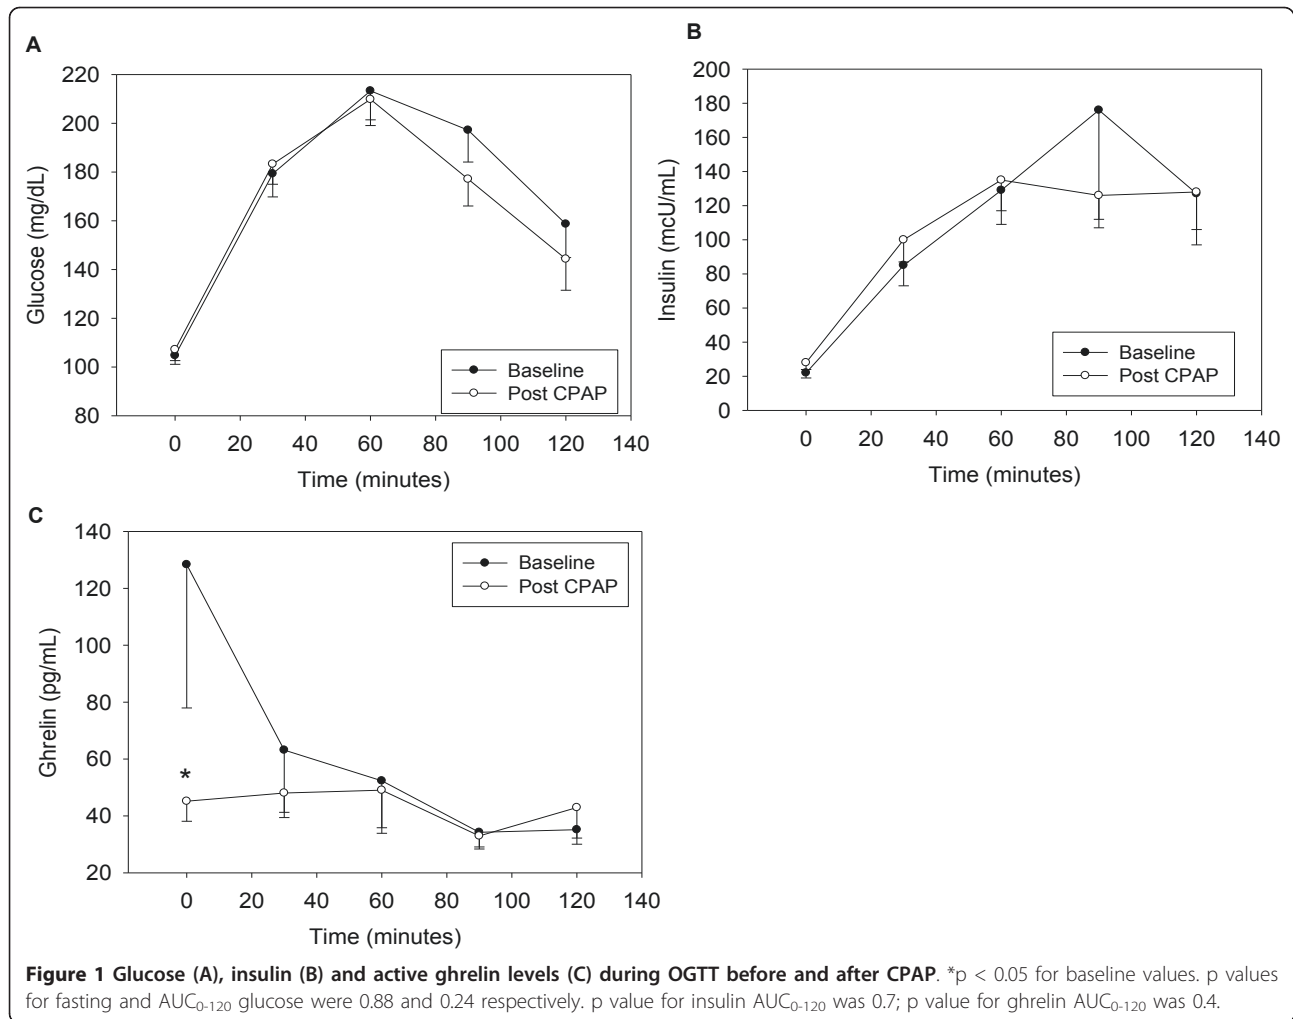 A
220
200
180
160
140
120
100
80
Glucose (mg/dL)
0 20 40 60 80 100 120 140
Time (minutes)
Baseline
Post CPAP
B
200
180
160
140
120
100
80
60
40
20
0
Insulin (mcU/mL)
0 20 40 60 80 100 120 140
Time (minutes)
Baseline
Post CPAP
C
140
120
100
80
60
40
20
Ghrelin (pg/mL)
*
0 20 40 60 80 100 120 140
Time (minutes)
Baseline
Post CPAP
Figure 1 Glucose (A), insulin (B) and active ghrelin levels (C) during OGTT before and after CPAP. *p < 0.05 for baseline values. p values
for fasting and AUC0-120 glucose were 0.88 and 0.24 respectively. p value for insulin AUC0-120 was 0.7; p value for ghrelin AUC0-120 was 0.4.